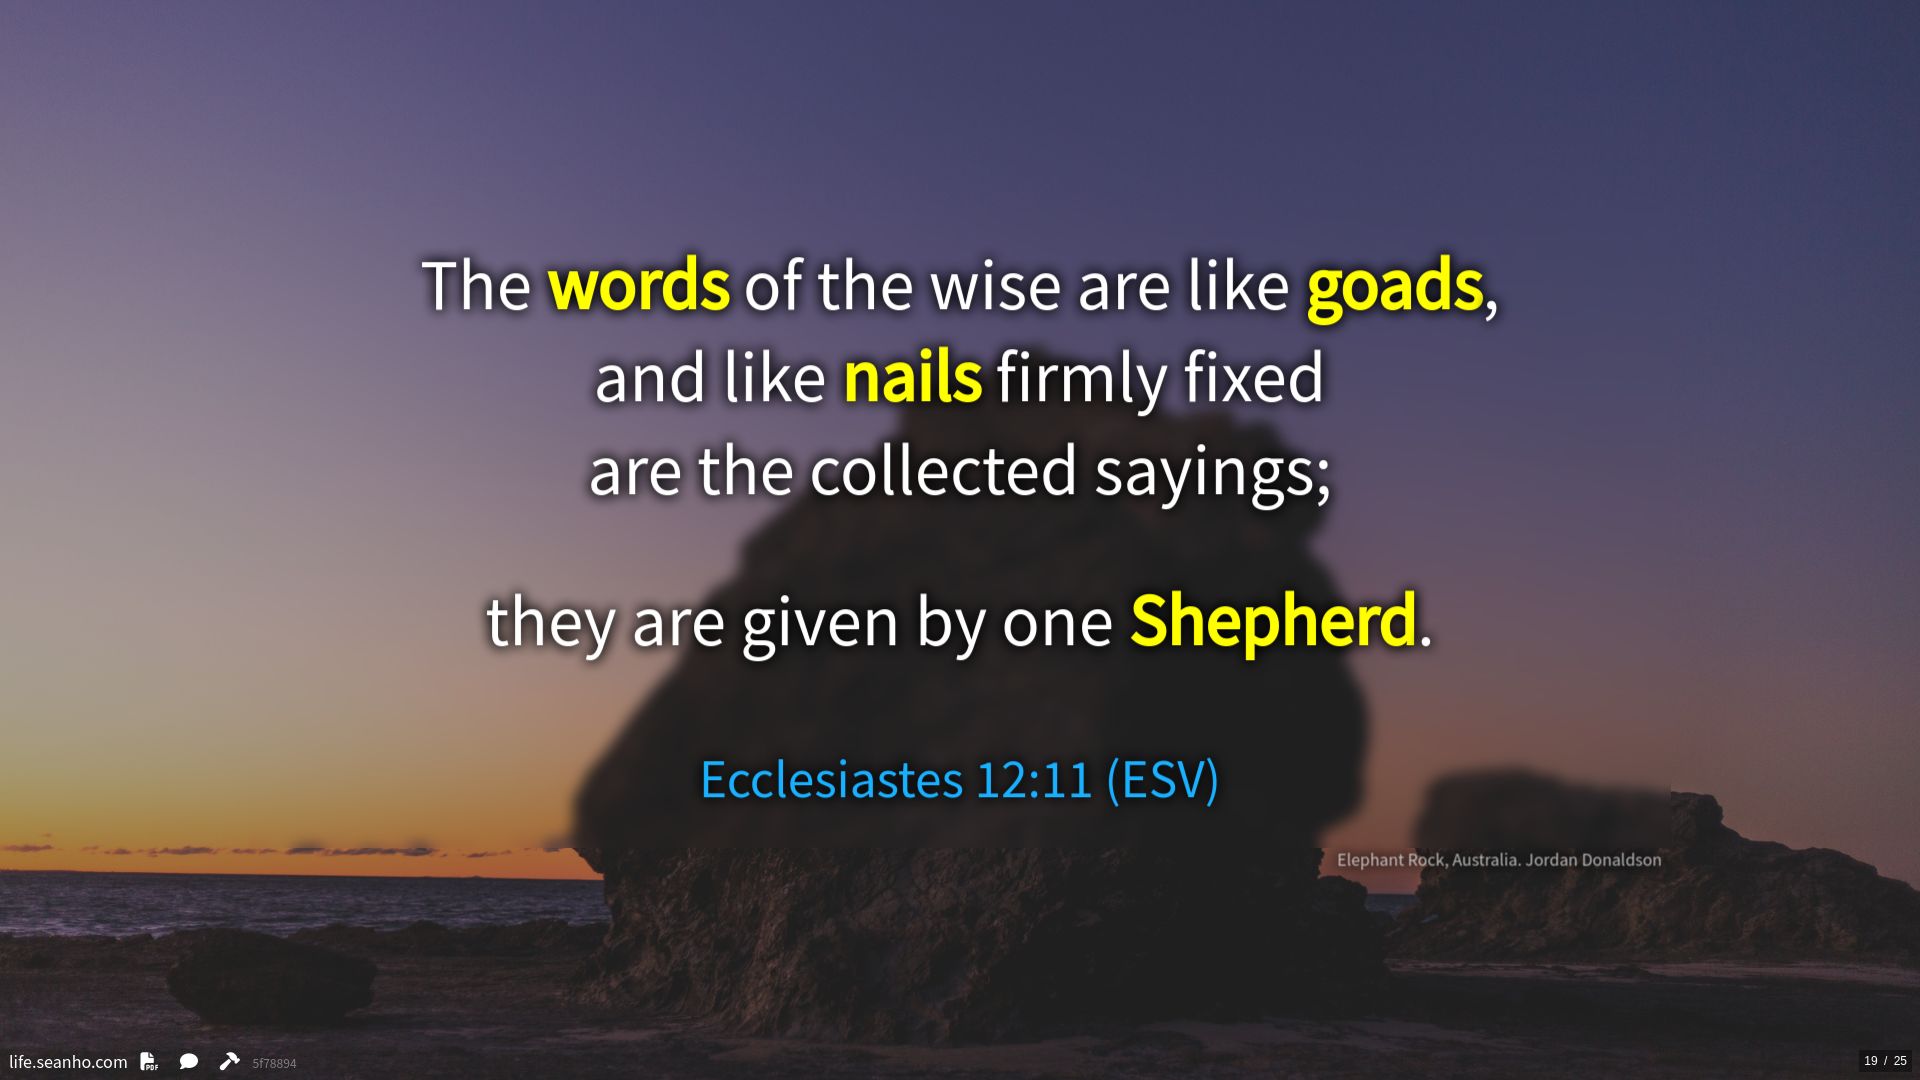 The words of the wise are like goads,
and like nails firmly fixed
are the collected sayings;
they are given by one Shepherd.
Ecclesiastes 12:11 (ESV)
Elephant Rock, Australia. Jordan Donaldson
life.seanho.com PDF 5f78894
19 / 25